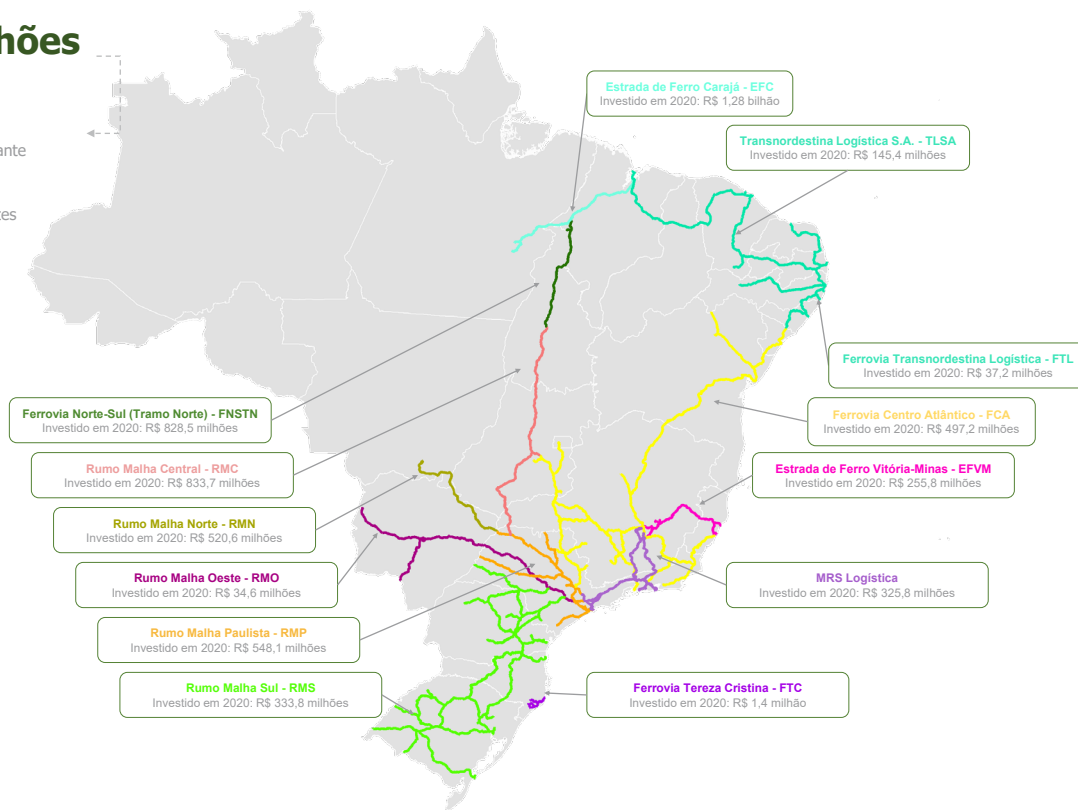 hões
ante
tes
Estrada de Ferro Carajá - EFC
Investido em 2020: R$ 1,28 bilhão
Transnordestina Logística S.A. - TLSA
Investido em 2020: R$ 145,4 milhões
Ferrovia Transnordestina Logística - FTL
Investido em 2020: R$ 37,2 milhões
Ferrovia Norte-Sul (Tramo Norte) - FNSTN
Investido em 2020: R$ 828,5 milhões
Ferrovia Centro Atlântico - FCA
Investido em 2020: R$ 497,2 milhões
Rumo Malha Central - RMC
Investido em 2020: R$ 833,7 milhões
Estrada de Ferro Vitória-Minas - EFVM
Investido em 2020: R$ 255,8 milhões
Rumo Malha Norte - RMN
Investido em 2020: R$ 520,6 milhões
Rumo Malha Oeste - RMO
Investido em 2020: R$ 34,6 milhões
MRS Logística
Investido em 2020: R$ 325,8 milhões
Rumo Malha Paulista - RMP
Investido em 2020: R$ 548,1 milhões
Rumo Malha Sul - RMS
Investido em 2020: R$ 333,8 milhões
Ferrovia Tereza Cristina - FTC
Investido em 2020: R$ 1,4 milhão